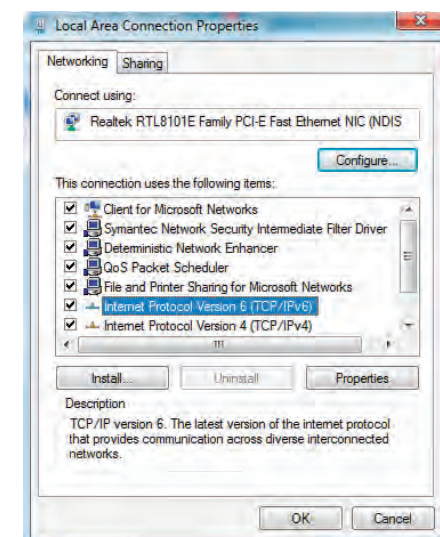 Local Area Connection Properties
Networking Sharing
Connect using:
Realtek RTL8101E Family PCI-E Fast Ethernet NIC (NDIS
Configure...
This connection uses the following items:
Client for Microsoft Networks
Symantec Network Security Intermediate Filter Driver
Deterministic Network Enhancer
QoS Packet Scheduler
File and Printer Sharing for Microsoft Networks
Internet Protocol Version 6 (TCP/IPv6)
Internet Protocol Version 4 (TCP/IPv4)
Install... Uninstall Properties
Description
TCP/IP version 6. The latest version of the internet protocol
that provides communication across diverse interconnected
networks.
OK Cancel